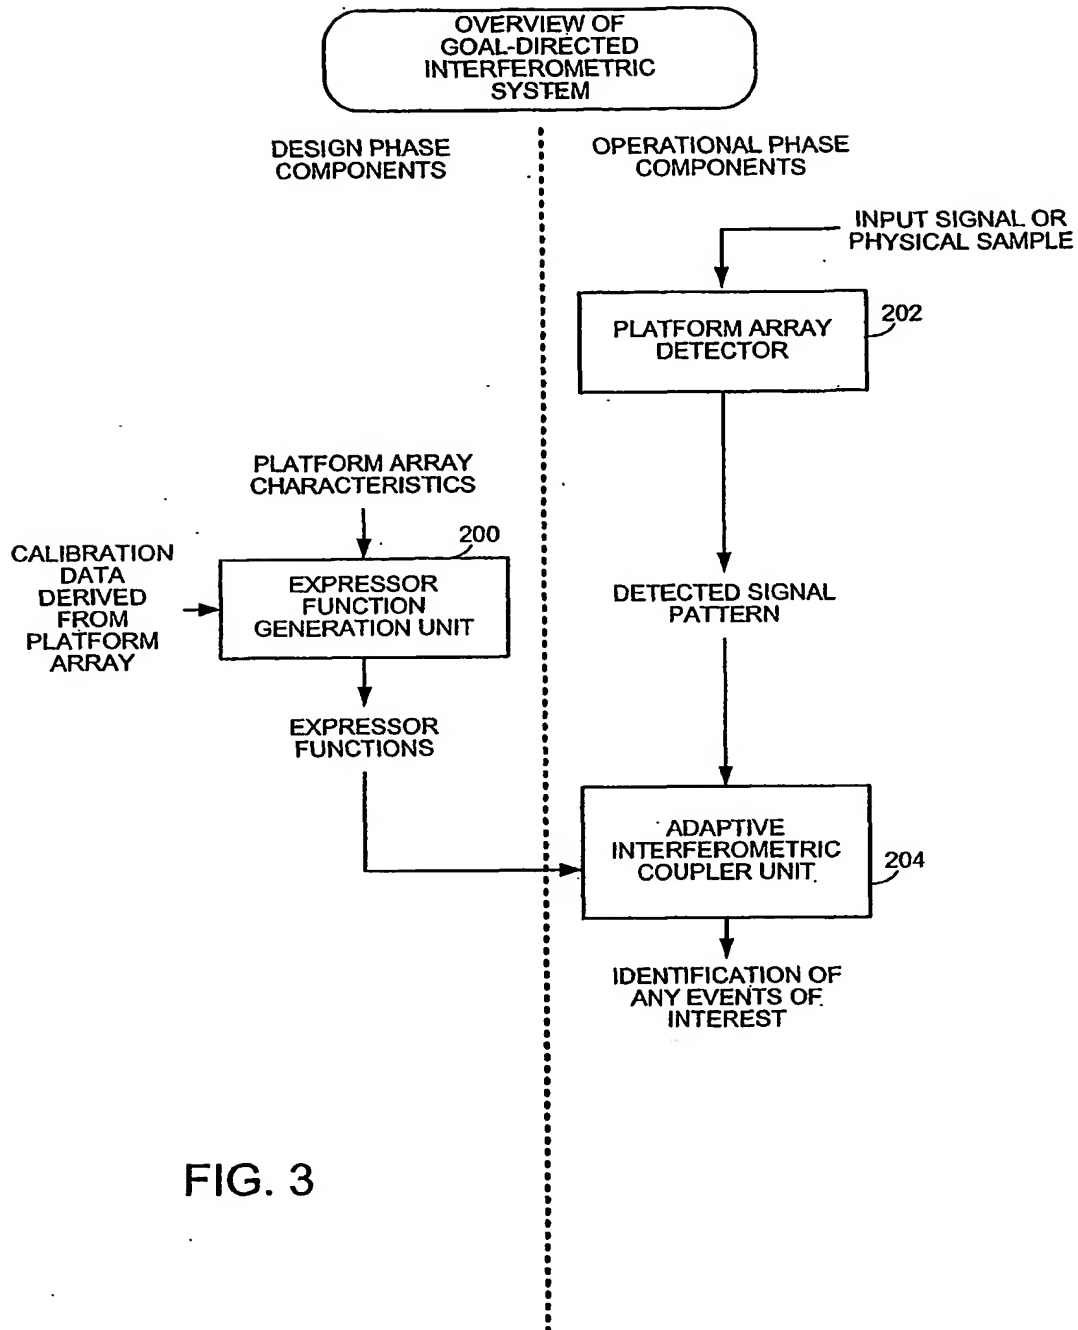 OVERVIEW OF
GOAL-DIRECTED
INTERFEROMETRIC
SYSTEM
DESIGN PHASE
COMPONENTS
OPERATIONAL PHASE
COMPONENTS
INPUT SIGNAL OR
PHYSICAL SAMPLE
202
PLATFORM ARRAY
DETECTOR
PLATFORM ARRAY
CHARACTERISTICS
200
CALIBRATION
DATA
DERIVED
FROM
PLATFORM
ARRAY
EXPRESSOR
FUNCTION
GENERATION UNIT
DETECTED SIGNAL
PATTERN
EXPRESSOR
FUNCTIONS
ADAPTIVE
INTERFEROMETRIC
COUPLER UNIT
204
IDENTIFICATION OF
ANY EVENTS OF
INTEREST
FIG. 3